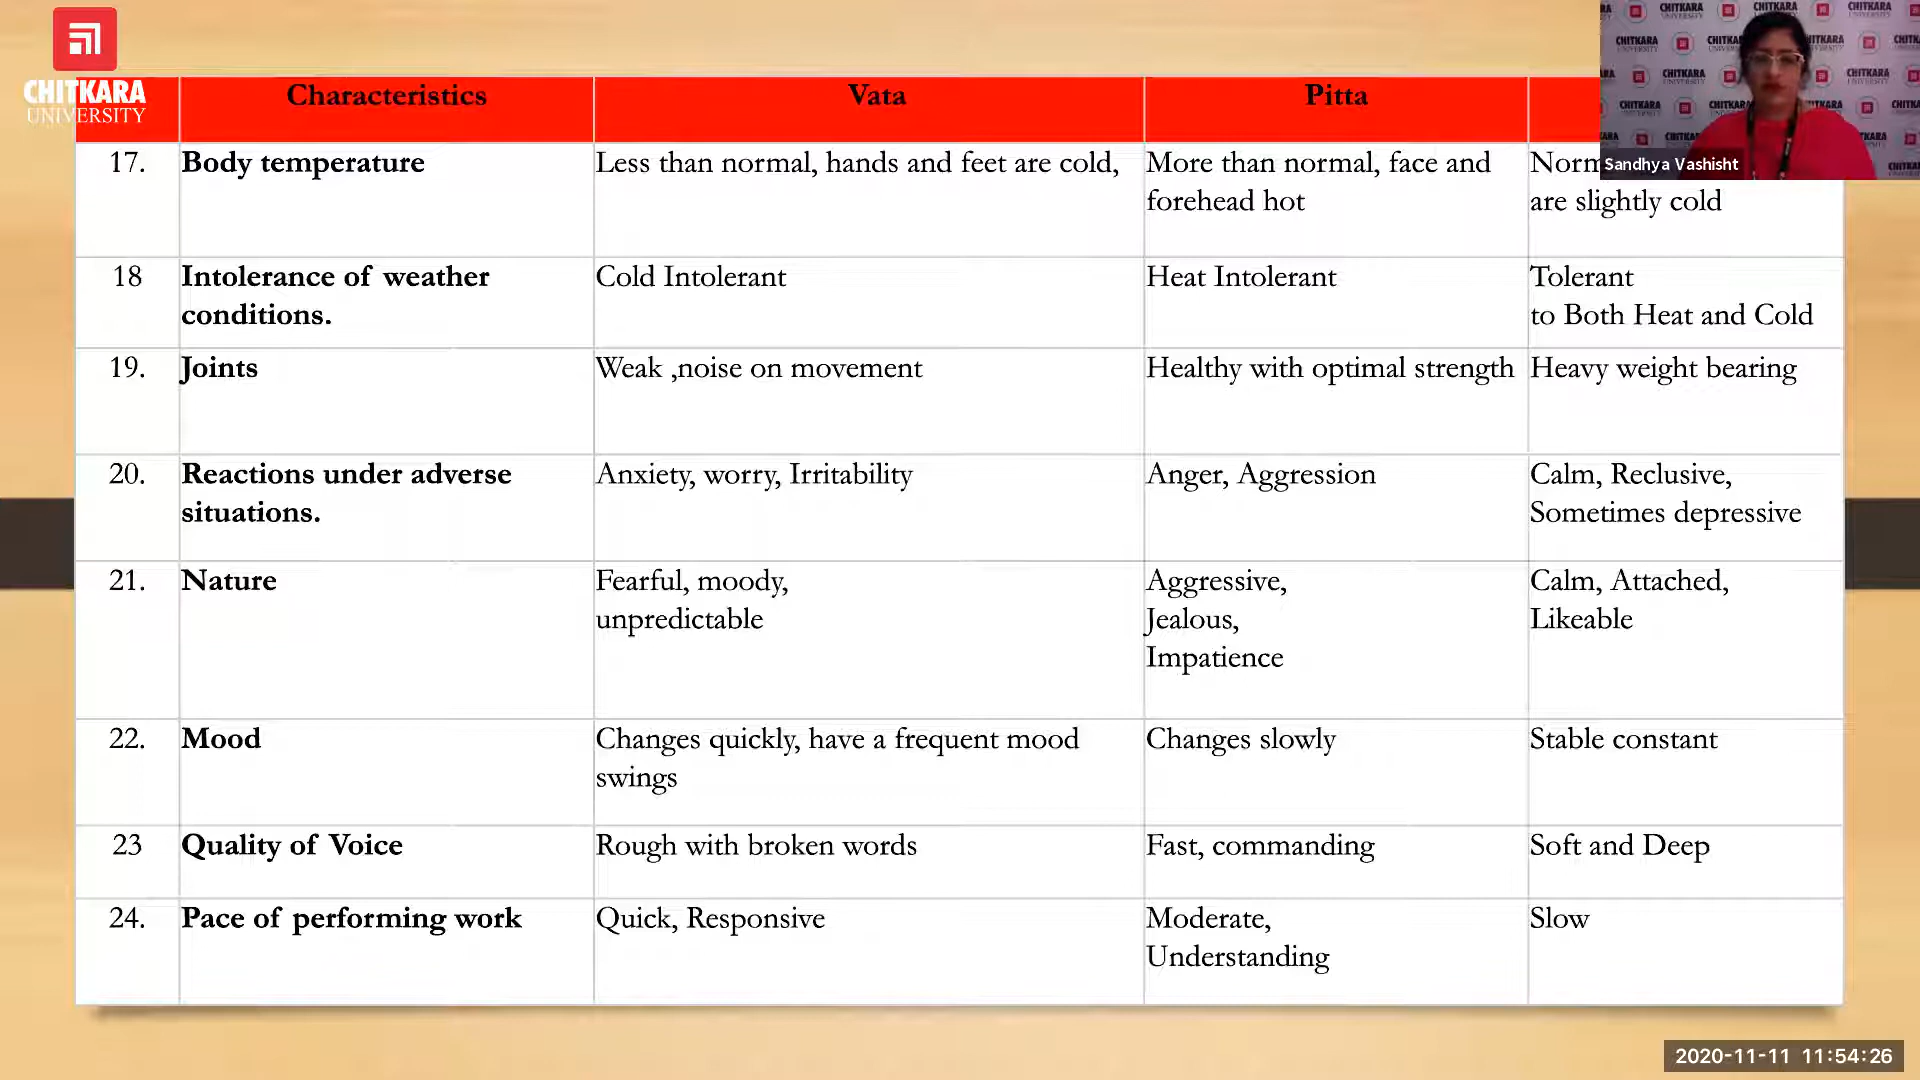 CHITKARA
UNIVERSITY
Characteristics Vata Pitta
17. Body temperature Less than normal, hands and feet are cold, More than normal, face and
forehead hot are slightly cold
18 Intolerance of weather Cold Intolerant Heat Intolerant Tolerant
conditions. to Both Heat and Cold
19. Joints Weak ,noise on movement Healthy with optimal strength Heavy weight bearing
20. Reactions under adverse Anxiety, worry, Irritability Anger, Aggression Calm, Reclusive,
situations. Sometimes depressive
21. Nature Fearful, moody, Aggressive, Calm, Attached,
unpredictable Jealous, Likeable
Impatience
22. Mood Changes quickly, have a frequent mood Changes slowly Stable constant
swings
23 Quality of Voice Rough with broken words Fast, commanding Soft and Deep
24. Pace of performing work Quick, Responsive Moderate, Slow
Understanding
Sandhya Vashisht
2020-11-11 11:54:26